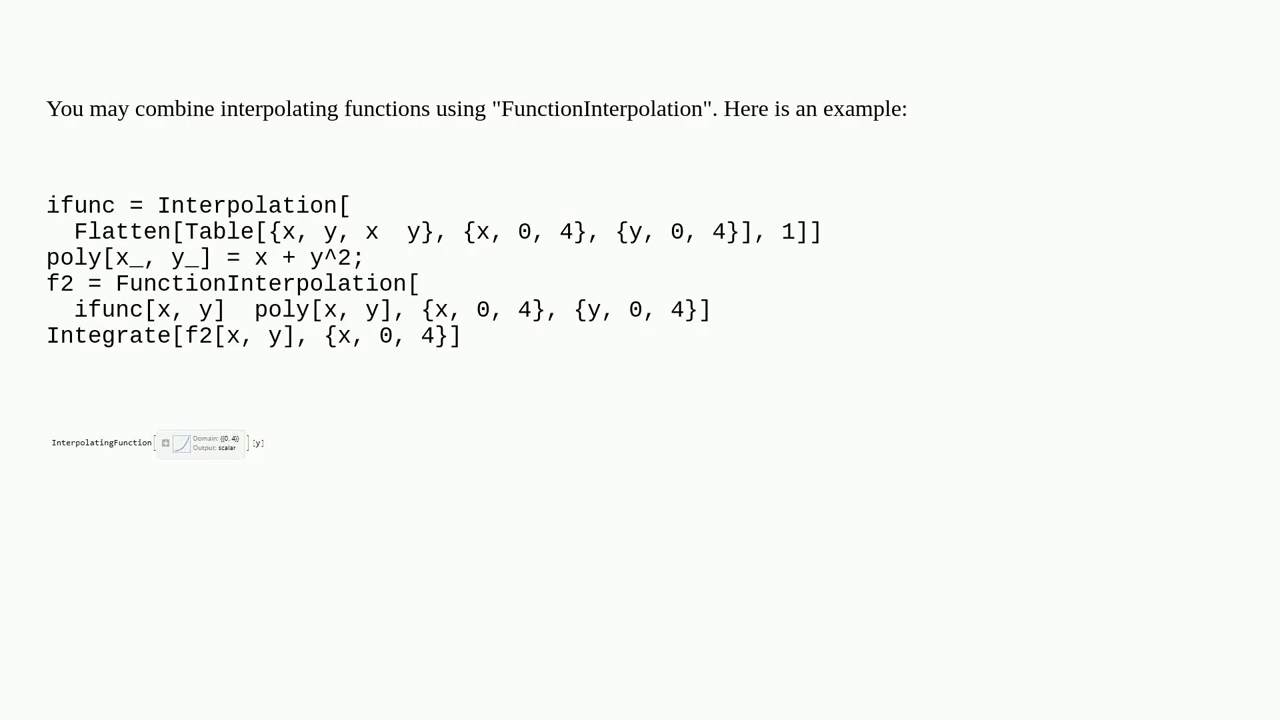 You may combine interpolating functions using "FunctionInterpolation". Here is an example:
ifunc = Interpolation[
  Flatten[Table[{x, y, x  y}, {x, 0, 4}, {y, 0, 4}], 1]]
poly[x_, y_] = x + y^2;
f2 = FunctionInterpolation[
  ifunc[x, y]  poly[x, y], {x, 0, 4}, {y, 0, 4}]
Integrate[f2[x, y], {x, 0, 4}]
InterpolatingFunction[ Domain: {{0, 4}} ][y]
Output: scalar